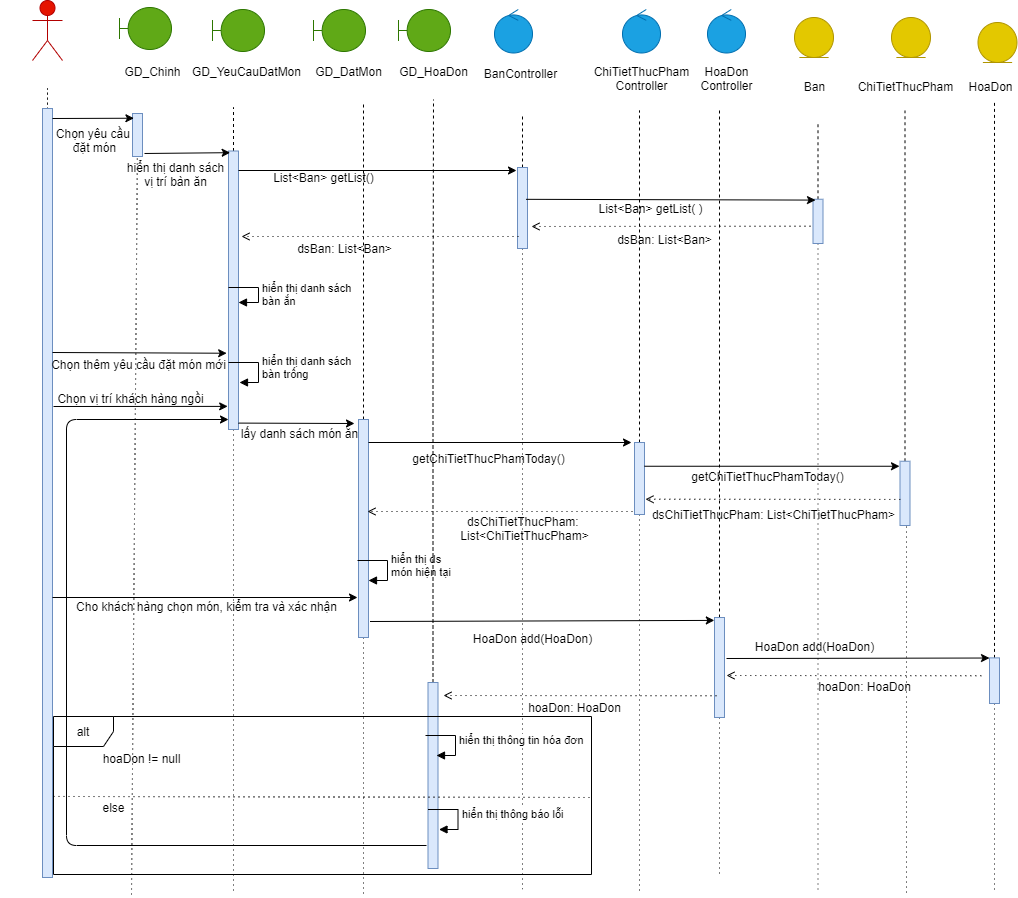 GD_Chinh
GD_YeuCauDatMon
GD_DatMon
GD_HoaDon
BanController
ChiTietThucPham
Controller
HoaDon
Controller
Ban
ChiTietThucPham
HoaDon
Chọn yêu cầu
đặt món
hiển thị danh sách
vị trí bàn ăn
List<Ban> getList()
List<Ban> getList( )
dsBan: List<Ban>
dsBan: List<Ban>
hiển thị danh sách
bàn ắn
Chọn thêm yêu cầu đặt món mới
hiển thị danh sách
bàn trống
Chọn vị trí khách hàng ngồi
lấy danh sách món ăn
getChiTietThucPhamToday()
getChiTietThucPhamToday()
dsChiTietThucPham: List<ChiTietThucPham>
dsChiTietThucPham:
List<ChiTietThucPham>
hiển thị ds
món hiện tại
Cho khách hàng chọn món, kiểm tra và xác nhận
HoaDon add(HoaDon)
HoaDon add(HoaDon)
hoaDon: HoaDon
hoaDon: HoaDon
alt
hoaDon != null
hiển thị thông tin hóa đơn
else
hiển thị thông báo lỗi